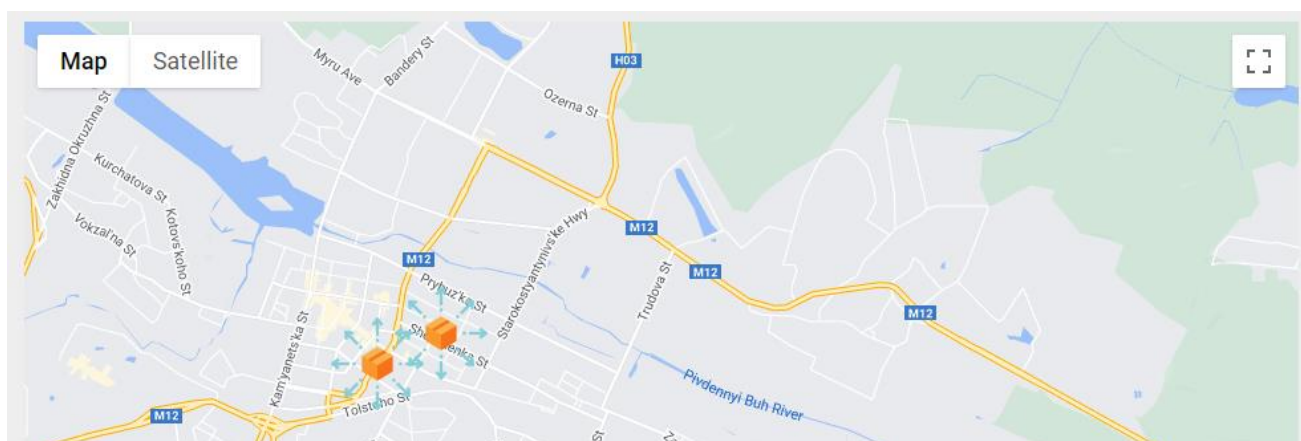 Map
Satellite
Myru Ave
Bandery St
H03
Ozerna St
Zakhidna Okruzhna St
Kurchatova St
Kotovs'koho St
Vokzal'na St
Starokostyantynivs'ke Hwy
M12
M12
M12
M12
Prybuz'ka St
Trudova St
Kam'yanets'ka St
Pivdennyi Buh River
Tolstoho St
M12
St